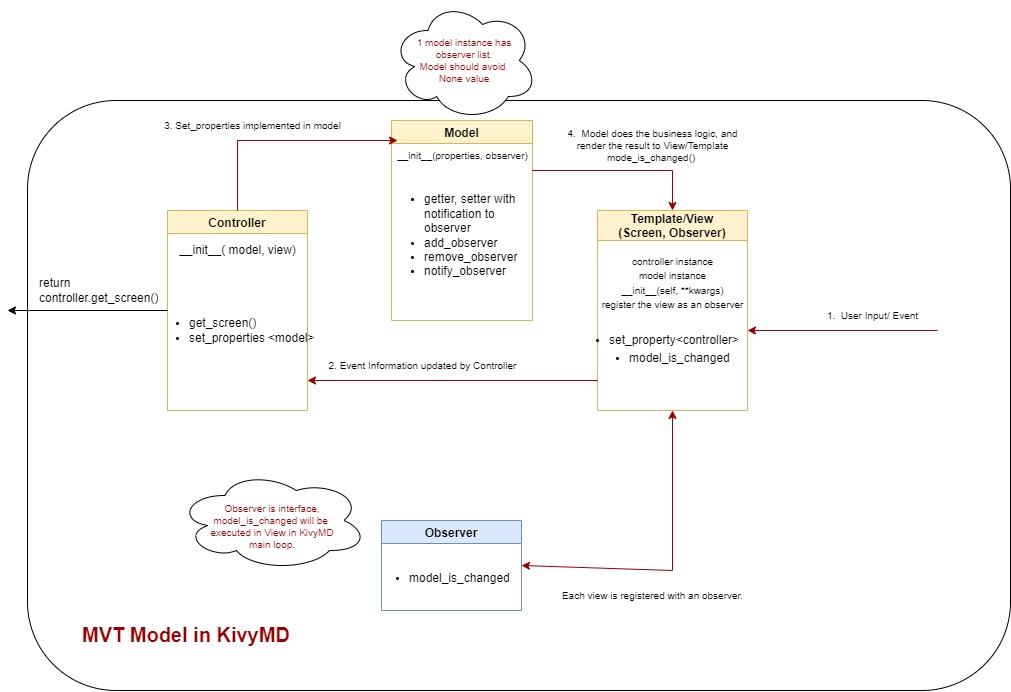 1 model instance has
observer list.
Model should avoid
None value
3. Set_properties implemented in model
Model
__init__(properties, observer)
getter, setter with
notification to
observer
add_observer
remove_observer
notify_observer
4. Model does the business logic, and
render the result to View/Template
mode_is_changed()
Controller
__init__( model, view)
get_screen()
set_properties <model>
return
controller.get_screen()
Template/View
(Screen, Observer)
controller instance
model instance
__init__(self, **kwargs)
register the view as an observer
set_property<controller>
model_is_changed
1. User Input/ Event
2. Event Information updated by Controller
Observer is interface,
model_is_changed will be
executed in View in KivyMD
main loop.
Observer
model_is_changed
Each view is registered with an observer.
MVT Model in KivyMD